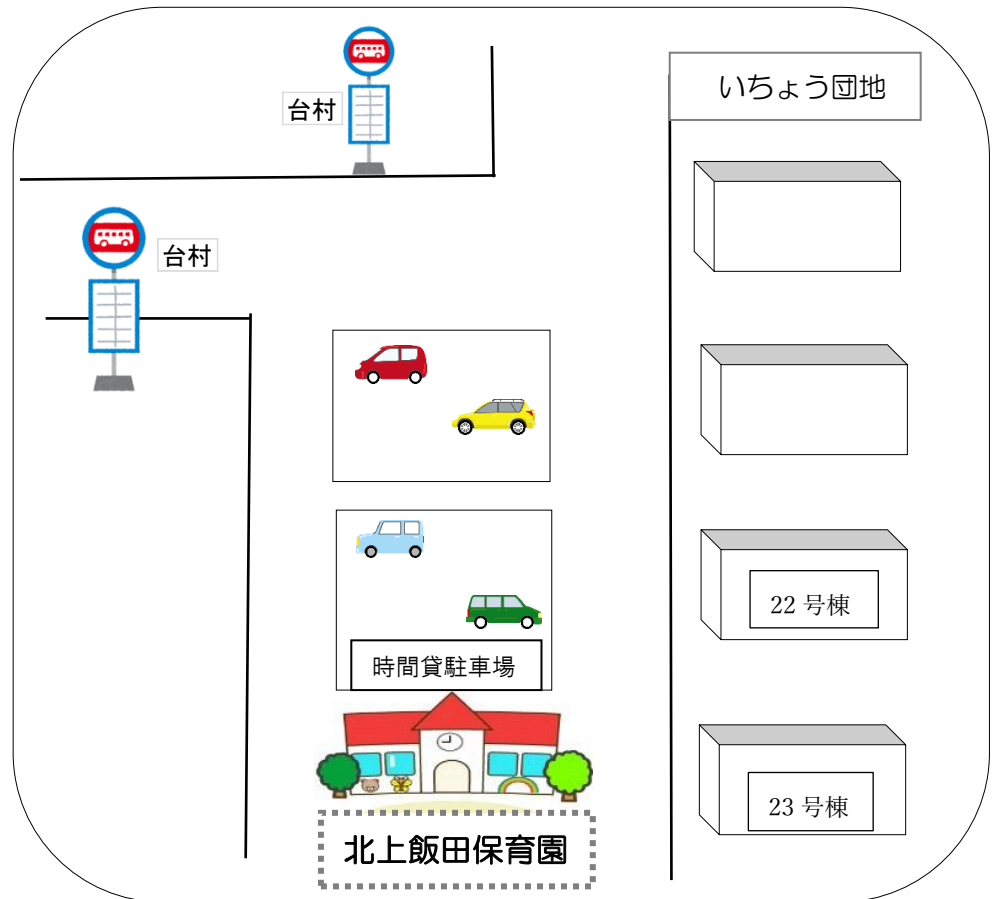 いちょう団地
台村
台村
22 号棟
時間貸駐車場
23 号棟
北上飯田保育園